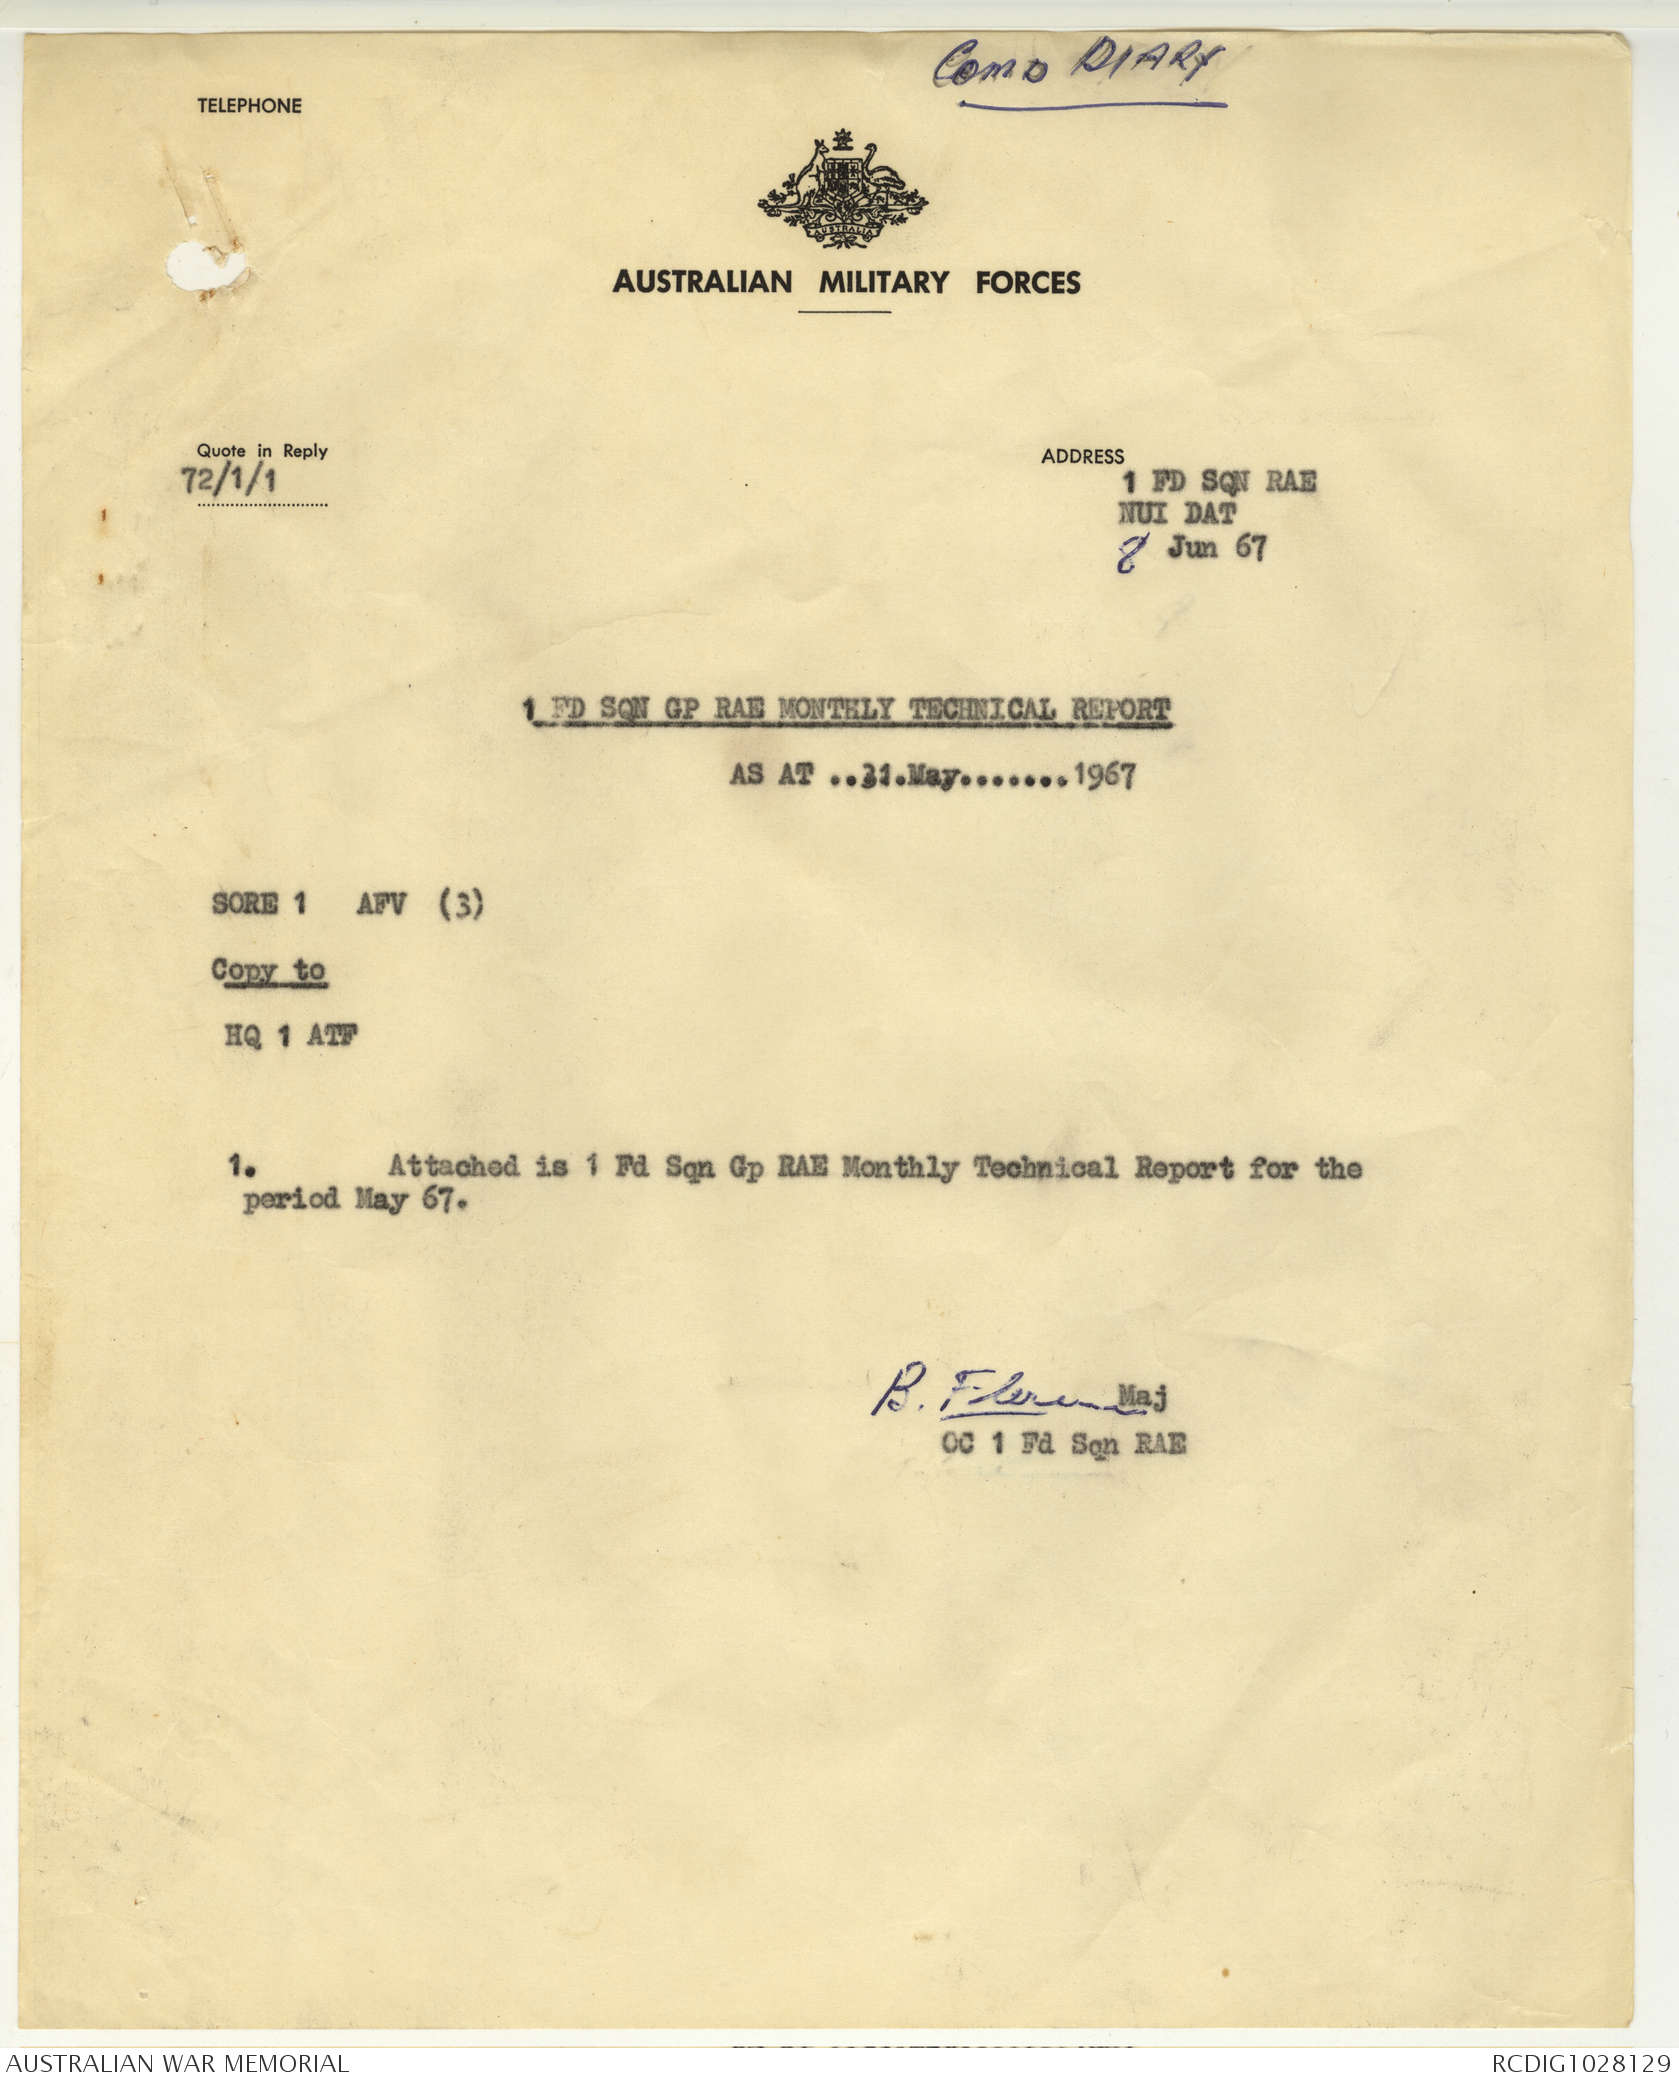 COMD DIARY
TELEPHONE
AUSTRALIA
AUSTRALIAN MILITARY FORCES
Quote in Reply
72/1/1
ADDRESS
1 FD SQN RAE
NUI DAT
8 Jun 67
1 FD SQN GP RAE MONTHLY TECHNICAL REPORT
AS AT ..31.May.......1967
SORE 1 AFV (3)
Copy to
HQ 1 ATF
1. Attached is 1 Fd Sqn Gp RAE Monthly Technical Report for the
period May 67.
B. Maj
OC 1 Fd Sqn RAE
AUSTRALIAN WAR MEMORIAL
RCDIG1028129